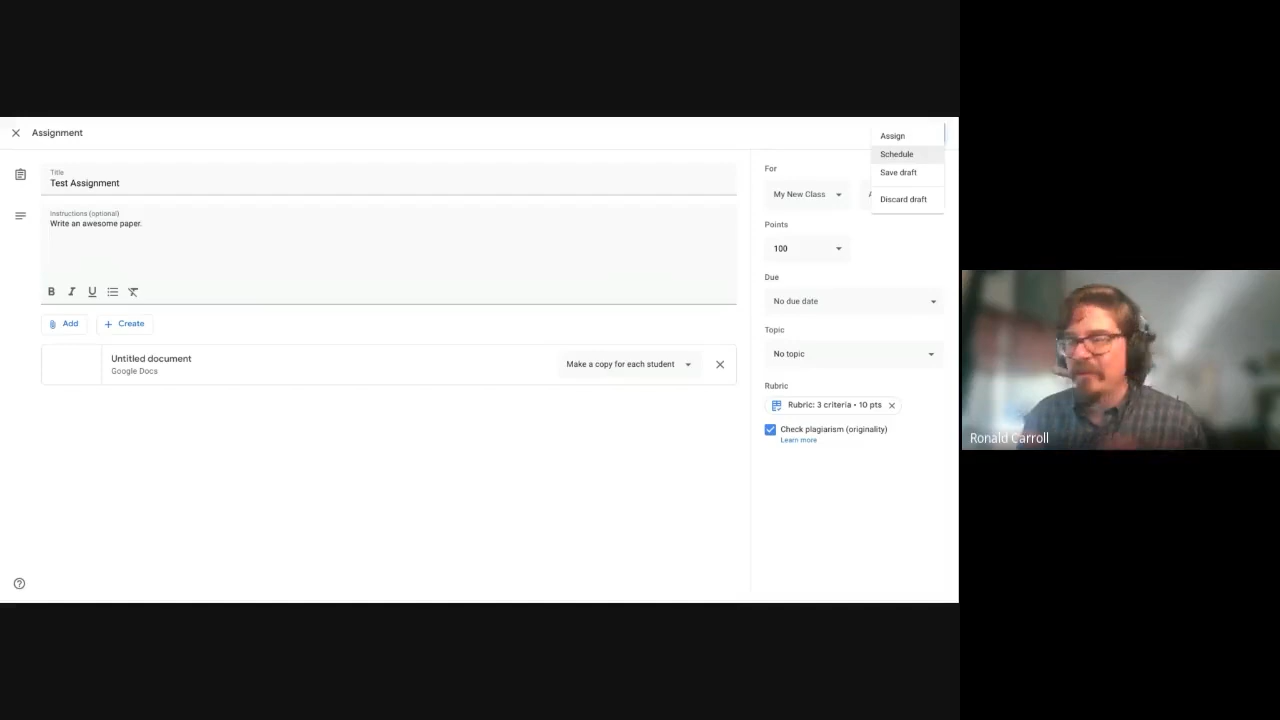 Assignment
Assign
Schedule
Save draft
Discard draft
Title
Test Assignment
Instructions (optional)
Write an awesome paper.
B I U
Add
Create
Untitled document
Google Docs
Make a copy for each student
For
My New Class
Points
100
Due
No due date
Topic
No topic
Rubric
Rubric: 3 criteria • 10 pts
Check plagiarism (originality)
Learn more
Ronald Carroll